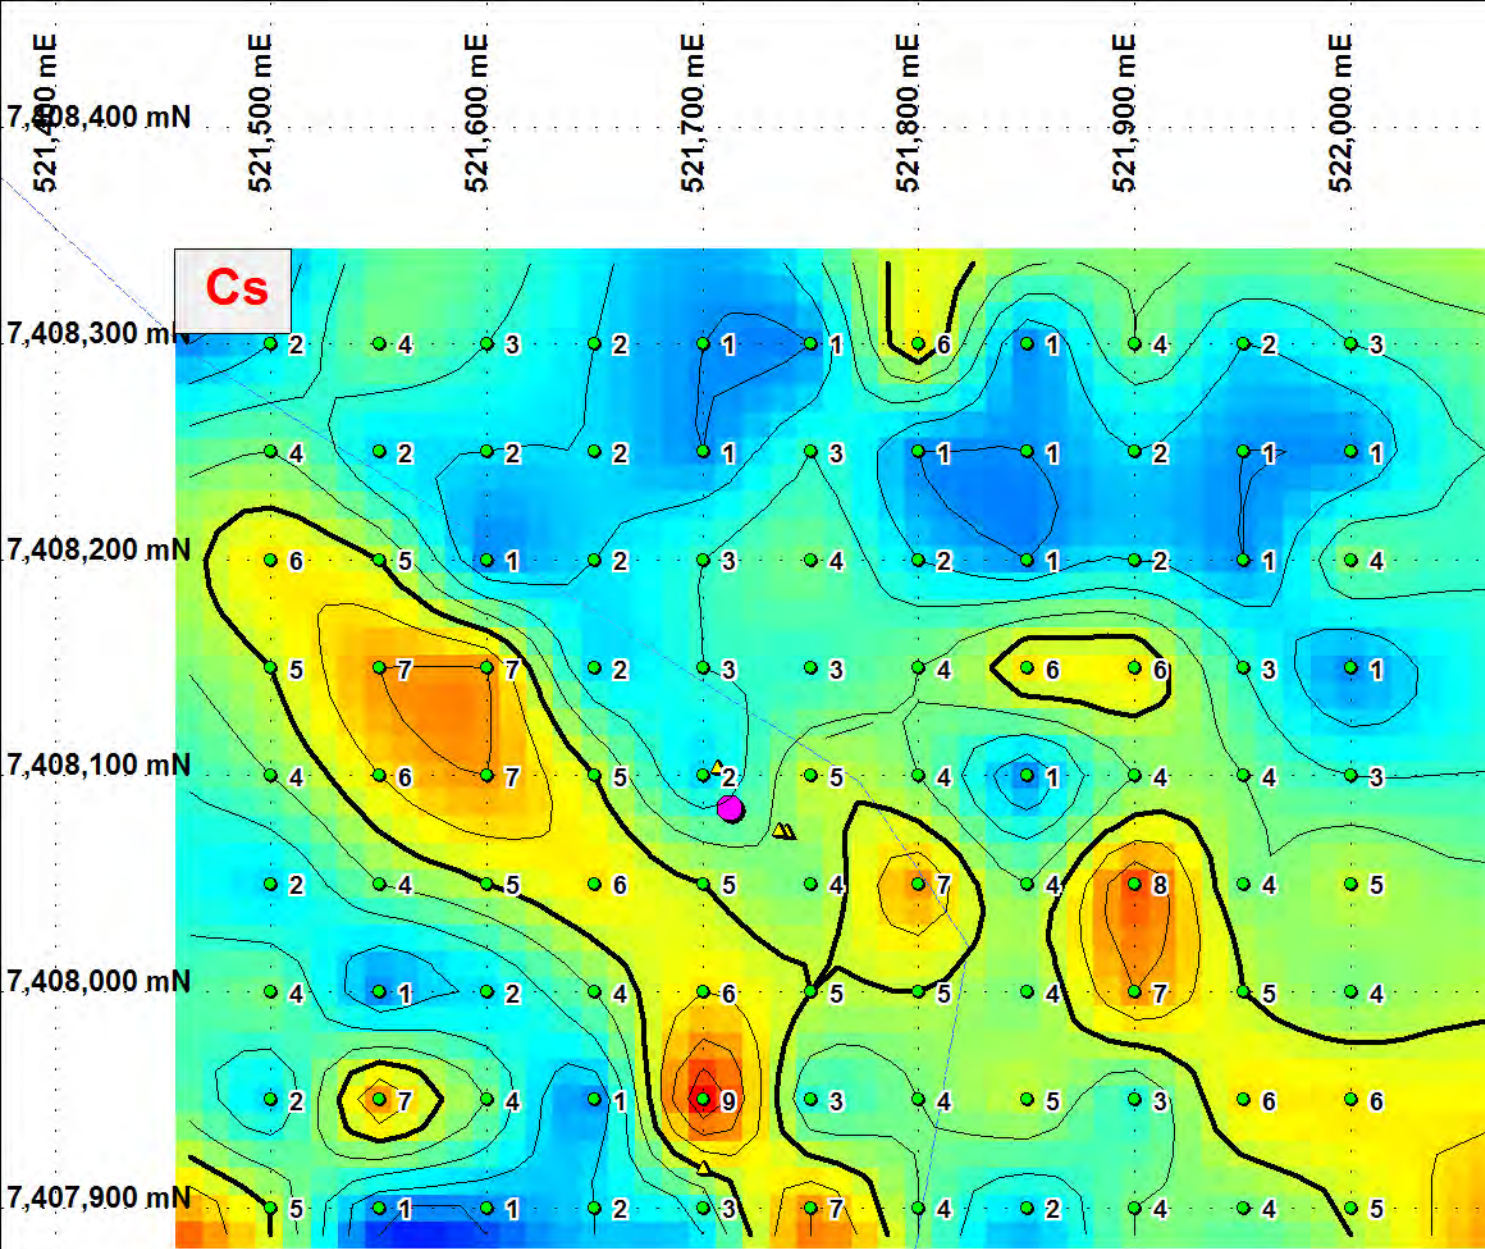 521,400 mE 521,500 mE 521,600 mE 521,700 mE 521,800 mE 521,900 mE 522,000 mE
7,408,400 mN
Cs
7,408,300 mN
2 4 3 2 1 1 6 1 4 2 3
4 2 2 2 1 3 1 1 2 1 1
7,408,200 mN
6 5 1 2 3 4 2 1 2 1 4
5 7 7 2 3 3 4 6 6 3 1
7,408,100 mN
4 6 7 5 2 5 4 1 4 4 3
2 4 5 6 5 4 7 4 8 4 5
7,408,000 mN
4 1 2 4 6 5 5 4 7 5 4
2 7 4 1 9 3 4 5 3 6 6
7,407,900 mN
5 1 1 2 3 7 4 2 4 4 5